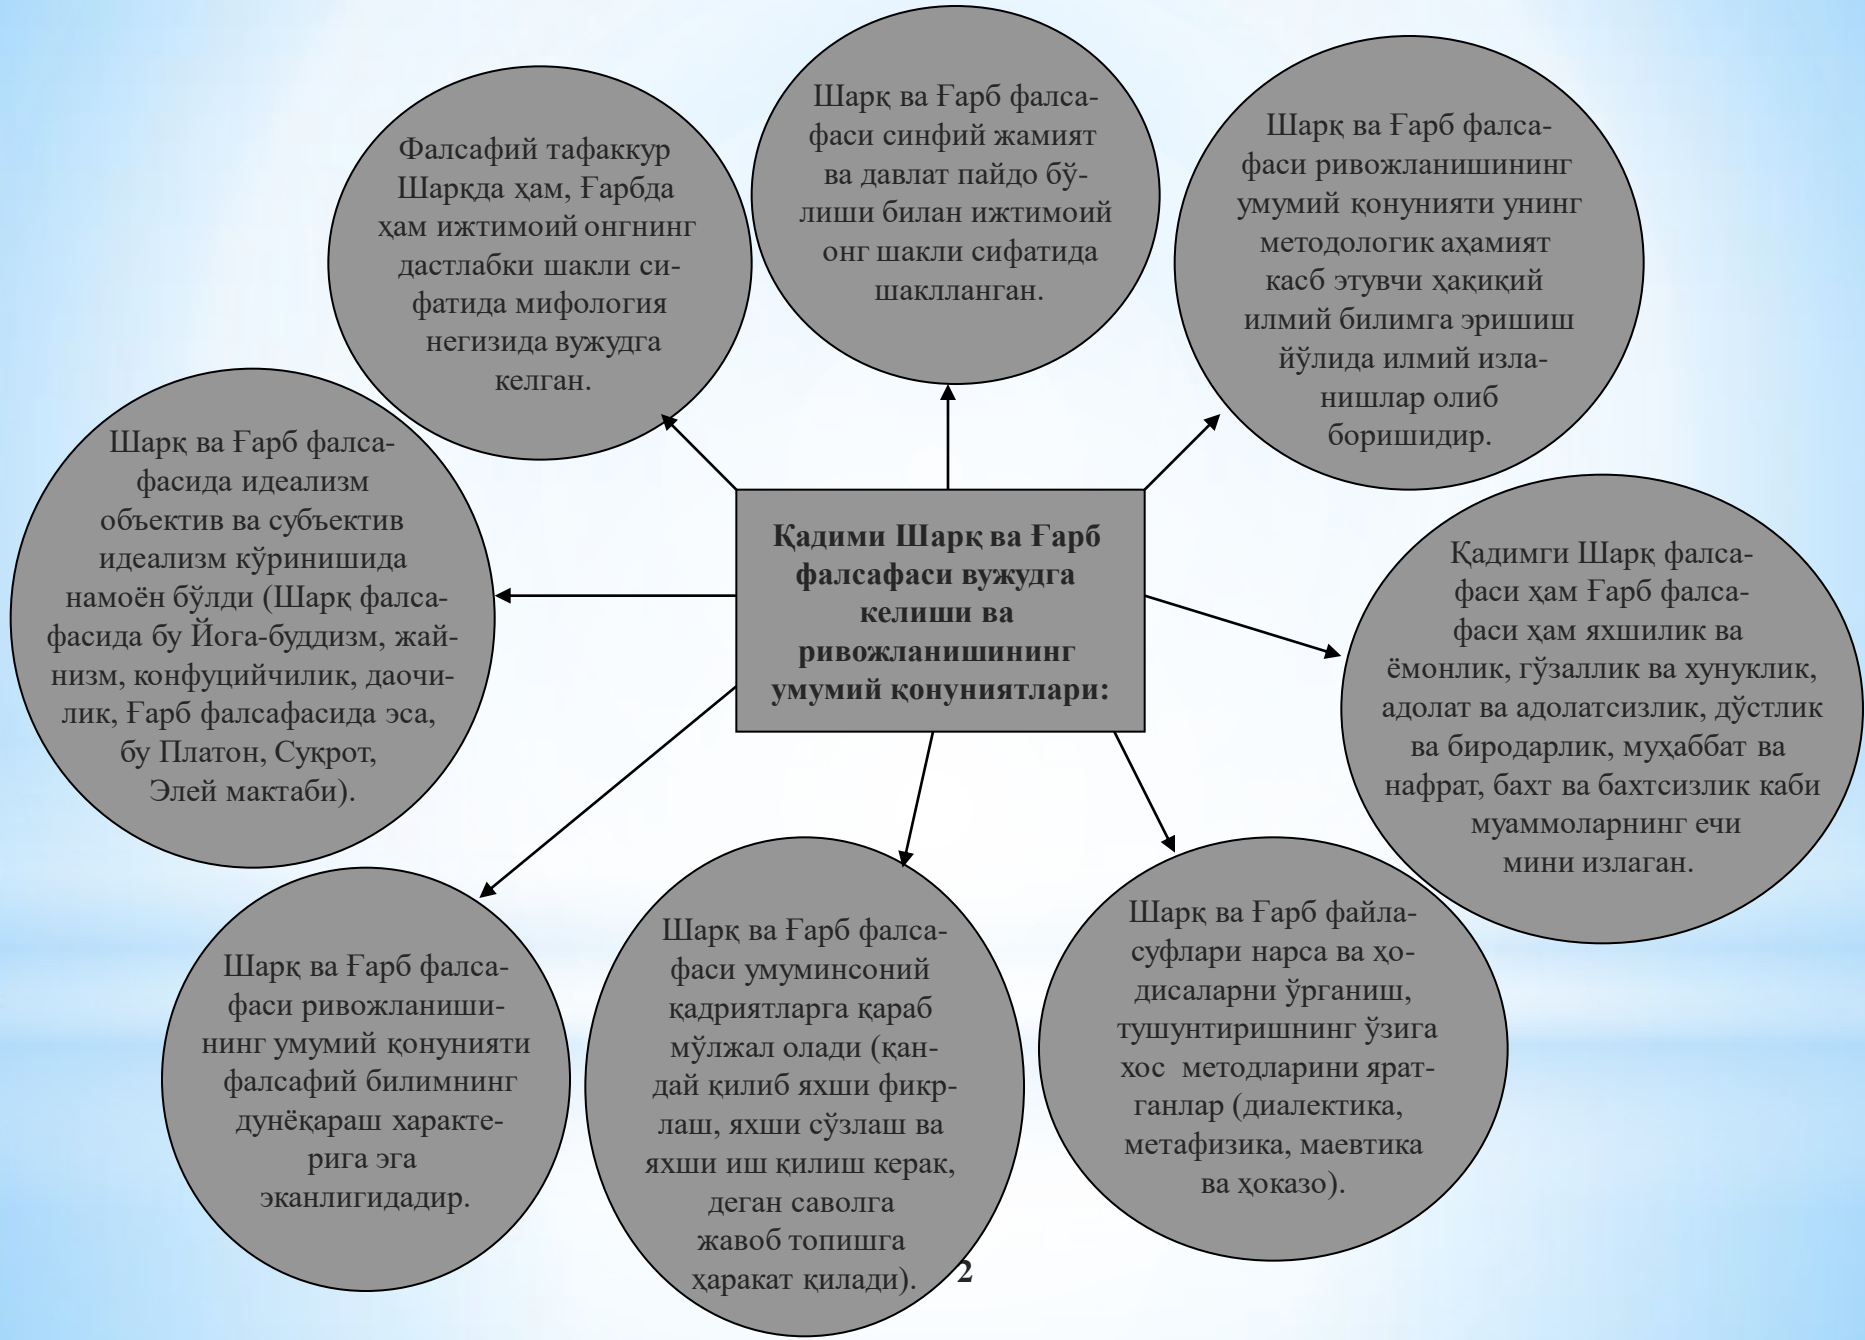 Шарқ ва Ғарб фалса-
фаси синфий жамият
ва давлат пайдо бў-
лиши билан ижтимоий
онг шакли сифатида
шаклланган.
Фалсафий тафаккур
Шарқда ҳам, Ғарбда
ҳам ижтимоий онгнинг
дастлабки шакли си-
фатида мифология
негизида вужудга
келган.
Шарқ ва Ғарб фалса-
фаси ривожланишининг
умумий қонунияти унинг
методологик аҳамият
касб этувчи ҳақиқий
илмий билимга эришиш
йўлида илмий изла-
нишлар олиб
боришидир.
Шарқ ва Ғарб фалса-
фасида идеализм
объектив ва субъектив
идеализм кўринишида
намоён бўлди (Шарқ фалса-
фасида бу Йога-буддизм, жай-
низм, конфуцийчилик, даочи-
лик, Ғарб фалсафасида эса,
бу Платон, Суқрот,
Элей мактаби).
Қадими Шарқ ва Ғарб
фалсафаси вужудга
келиши ва
ривожланишининг
умумий қонуниятлари:
Қадимги Шарқ фалса-
фаси ҳам Ғарб фалса-
фаси ҳам яхшилик ва
ёмонлик, гўзаллик ва хунуклик,
адолат ва адолатсизлик, дўстлик
ва биродарлик, муҳаббат ва
нафрат, бахт ва бахтсизлик каби
муаммоларнинг ечи
мини излаган.
Шарқ ва Ғарб фалса-
фаси ривожланиши-
нинг умумий қонунияти
фалсафий билимнинг
дунёқараш характе-
рига эга
эканлигидадир.
Шарқ ва Ғарб фалса-
фаси умуминсоний
қадриятларга қараб
мўлжал олади (қан-
дай қилиб яхши фикр-
лаш, яхши сўзлаш ва
яхши иш қилиш керак,
деган саволга
жавоб топишга
ҳаракат қилади).
Шарқ ва Ғарб файла-
суфлари нарса ва ҳо-
дисаларни ўрганиш,
тушунтиришнинг ўзига
хос методларини ярат-
ганлар (диалектика,
метафизика, маевтика
ва ҳоказо).
2